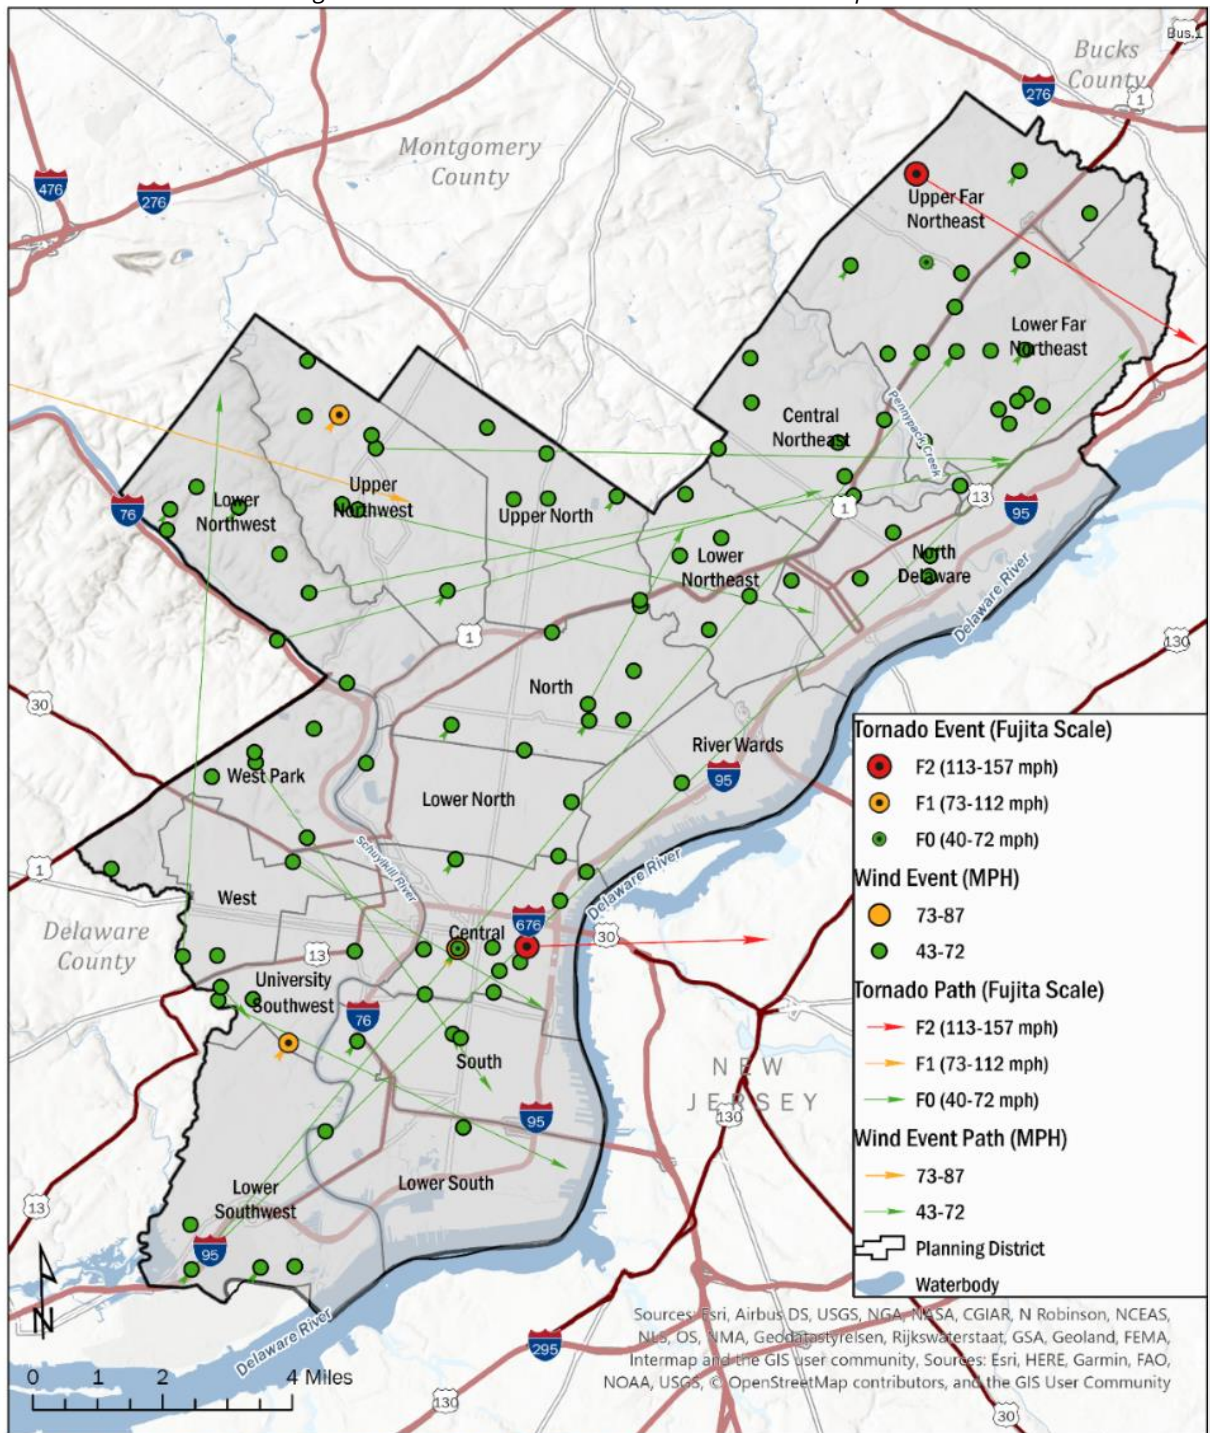 Bus.1
Bucks
County
276
1
Montgomery
County
476
276
Upper Far
Northeast
Lower Far
Northeast
Central
Northeast
Pennypack Creek
Lower
Northwest
Upper
Northwest
Upper North
76
13
1
95
Lower
Northeast
North
Delaware
Delaware River
1
130
30
North
River Wards
95
West Park
Lower North
Schuylkill River
1
Delaware River
West
676
Central
30
Delaware
County
13
University
Southwest
76
South
NEW
JERSEY
130
95
Lower
Southwest
Lower South
13
95
Delaware River
N
0 1 2 4 Miles
295
130
30
Tornado Event (Fujita Scale)
F2 (113-157 mph)
F1 (73-112 mph)
F0 (40-72 mph)
Wind Event (MPH)
73-87
43-72
Tornado Path (Fujita Scale)
F2 (113-157 mph)
F1 (73-112 mph)
F0 (40-72 mph)
Wind Event Path (MPH)
73-87
43-72
Planning District
Waterbody
Sources: Esri, Airbus DS, USGS, NGA, NASA, CGIAR, N Robinson, NCEAS,
NLS, OS, NMA, Geodatastyrelsen, Rijkswaterstaat, GSA, Geoland, FEMA,
Intermap and the GIS user community, Sources: Esri, HERE, Garmin, FAO,
NOAA, USGS, © OpenStreetMap contributors, and the GIS User Community